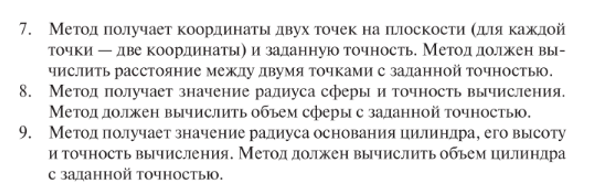 7. Метод получает координаты двух точек на плоскости (для каждой
точки — две координаты) и заданную точность. Метод должен вы-
числить расстояние между двумя точками с заданной точностью.
8. Метод получает значение радиуса сферы и точность вычисления.
Метод должен вычислить объем сферы с заданной точностью.
9. Метод получает значение радиуса основания цилиндра, его высоту
и точность вычисления. Метод должен вычислить объем цилиндра
с заданной точностью.